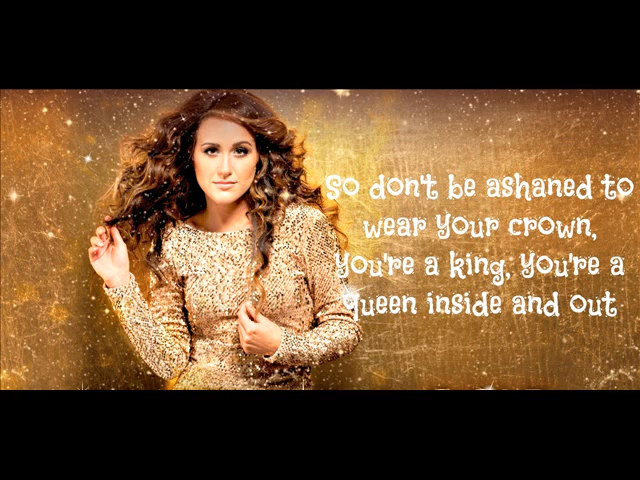 So don't be ashaned to
wear your crown,
you're a king, you're a
queen inside and out